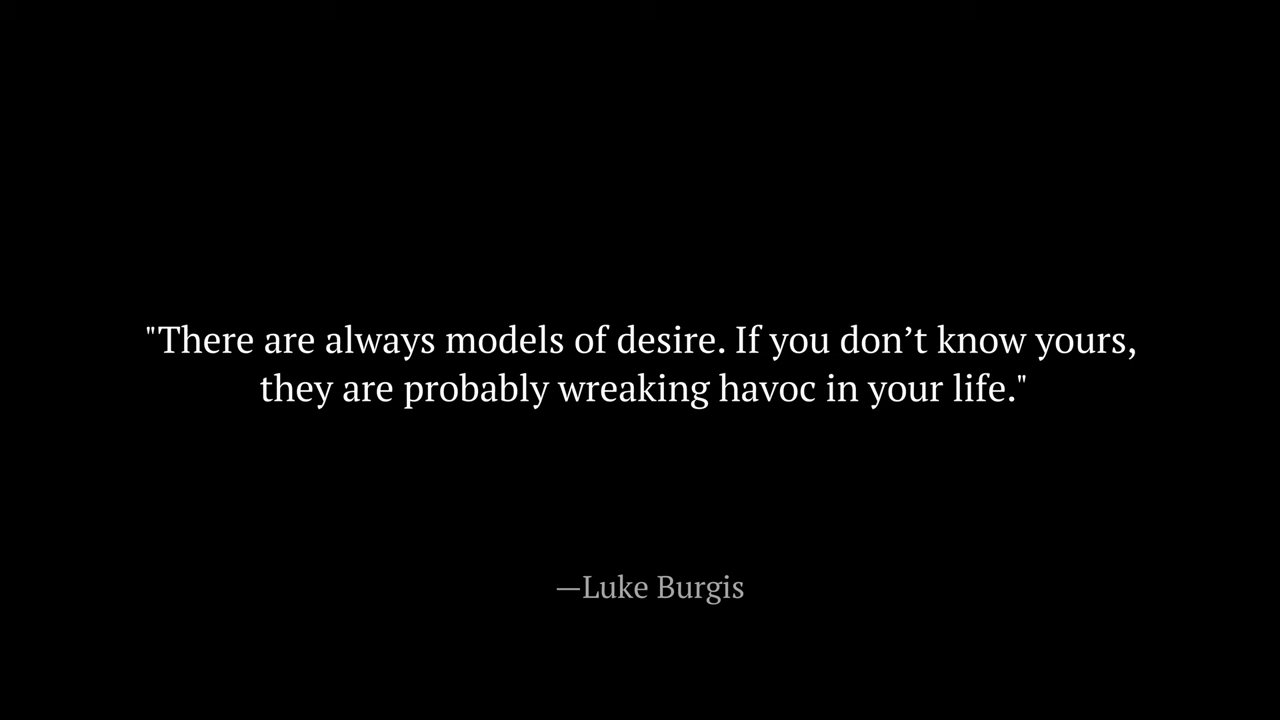 "There are always models of desire. If you don’t know yours,
they are probably wreaking havoc in your life."
—Luke Burgis